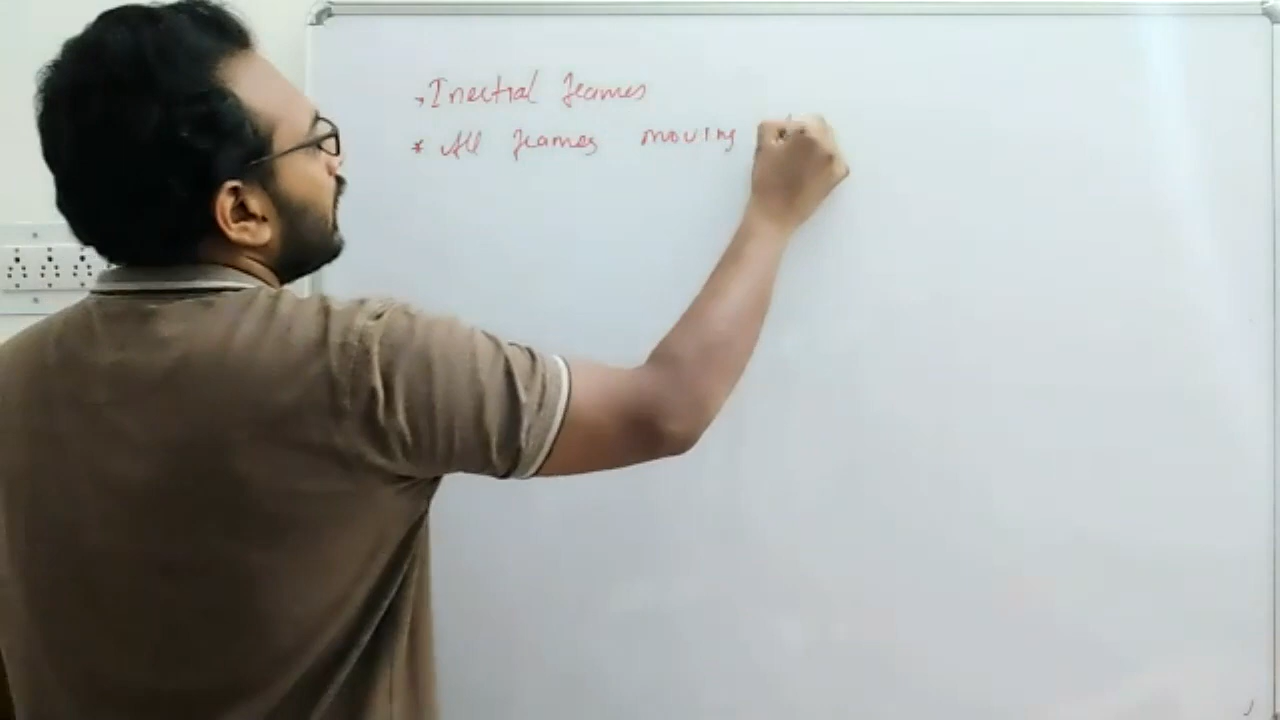 → Inertial frames
* All frames moving